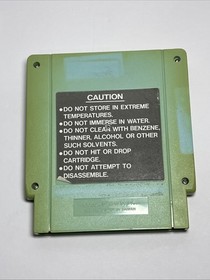 CAUTION
•DO NOT STORE IN EXTREME
TEMPERATURES.
•DO NOT IMMERSE IN WATER.
•DO NOT CLEAN WITH BENZENE,
THINNER, ALCOHOL OR OTHER
SUCH SOLVENTS.
•DO NOT HIT OR DROP
CARTRIDGE.
•DO NOT ATTEMPT TO
DISASSEMBLE.